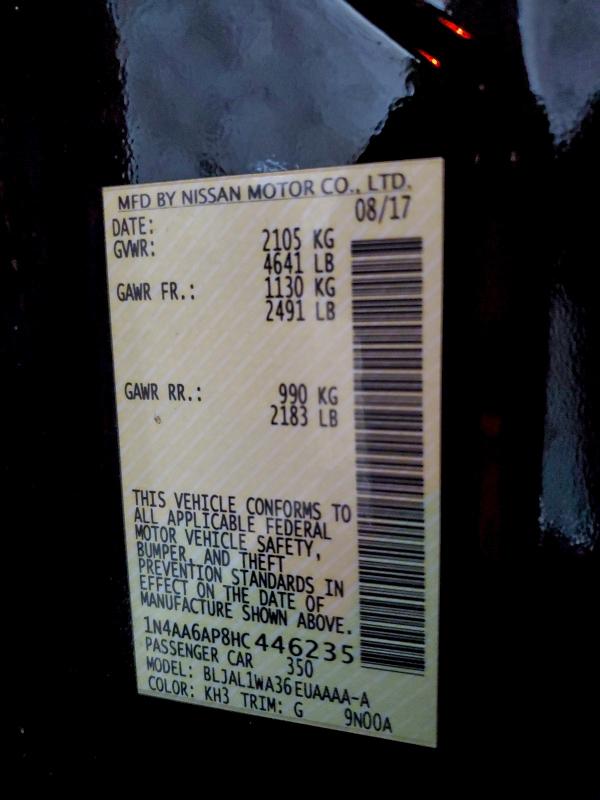 MFD BY NISSAN MOTOR CO., LTD.
DATE: 08/17
GVWR: 2105 KG
4641 LB
GAWR FR.: 1130 KG
2491 LB
GAWR RR.: 990 KG
2183 LB
THIS VEHICLE CONFORMS TO
ALL APPLICABLE FEDERAL
MOTOR VEHICLE SAFETY,
BUMPER, AND THEFT
PREVENTION STANDARDS IN
EFFECT ON THE DATE OF
MANUFACTURE SHOWN ABOVE.
1N4AA6AP8HC446235
PASSENGER CAR 350
MODEL: BLJAL1WA36EUAAAA-A
COLOR: KH3 TRIM: G 9N00A